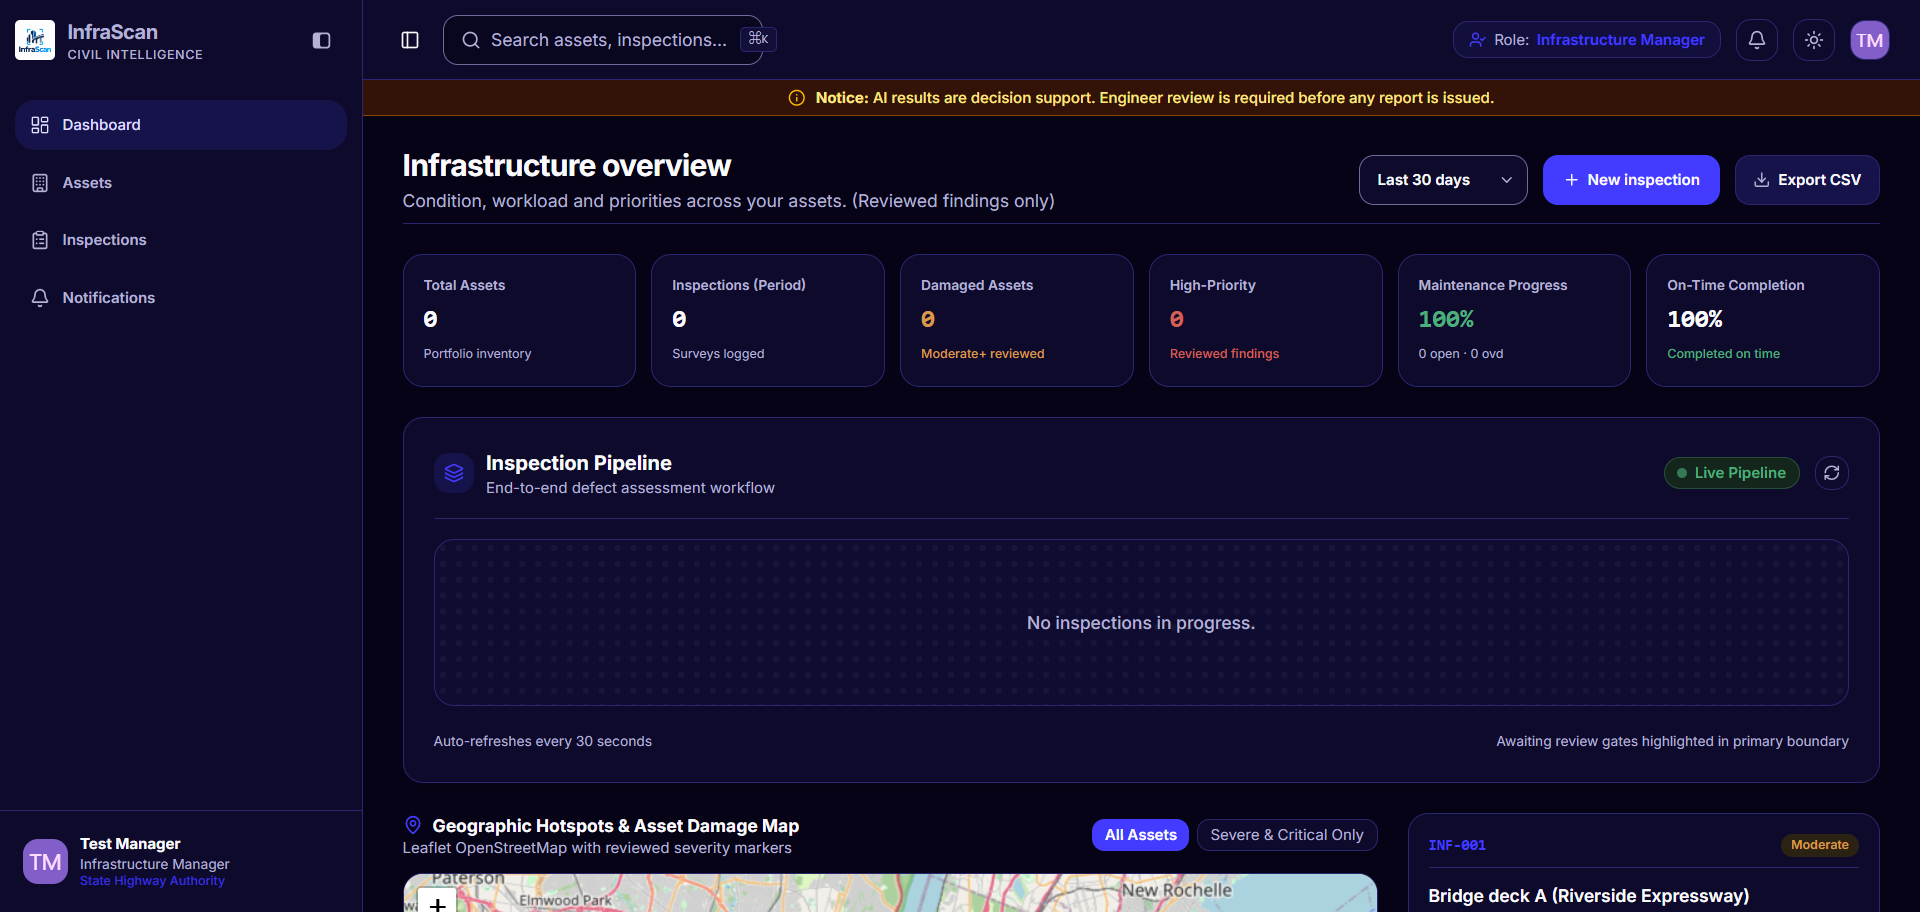 InfraScan
InfraScan
CIVIL INTELLIGENCE
Search assets, inspections...
⌘K
Role: Infrastructure Manager
TM
Notice: AI results are decision support. Engineer review is required before any report is issued.
Dashboard
Assets
Inspections
Notifications
Infrastructure overview
Condition, workload and priorities across your assets. (Reviewed findings only)
Last 30 days
New inspection
Export CSV
Total Assets
0
Portfolio inventory
Inspections (Period)
0
Surveys logged
Damaged Assets
0
Moderate+ reviewed
High-Priority
0
Reviewed findings
Maintenance Progress
100%
0 open · 0 ovd
On-Time Completion
100%
Completed on time
Inspection Pipeline
End-to-end defect assessment workflow
Live Pipeline
No inspections in progress.
Auto-refreshes every 30 seconds
Awaiting review gates highlighted in primary boundary
Geographic Hotspots & Asset Damage Map
Leaflet OpenStreetMap with reviewed severity markers
All Assets
Severe & Critical Only
Paterson
Elmwood Park
New Rochelle
+
INF-001
Moderate
Bridge deck A (Riverside Expressway)
TM
Test Manager
Infrastructure Manager
State Highway Authority